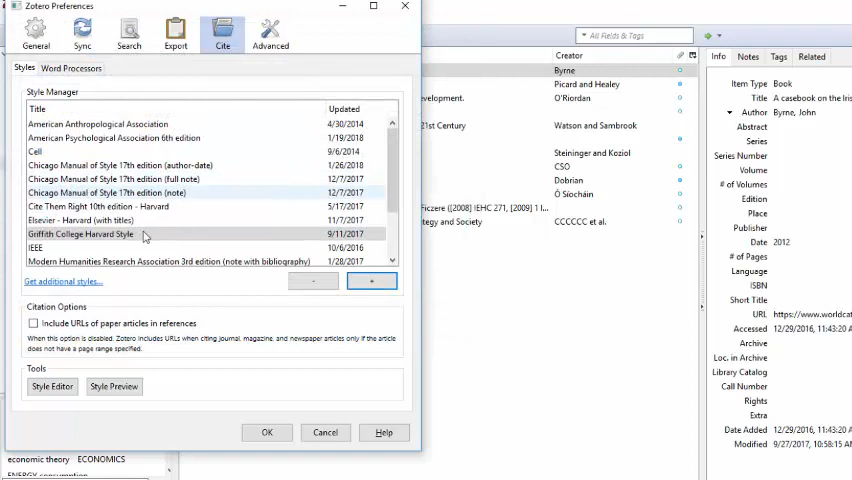 Zotero Preferences
General Sync Search Export Cite Advanced
Styles Word Processors
Style Manager
Title Updated
American Anthropological Association 4/30/2014
American Psychological Association 6th edition 1/19/2018
Cell 9/6/2014
Chicago Manual of Style 17th edition (author-date) 1/26/2018
Chicago Manual of Style 17th edition (full note) 12/7/2017
Chicago Manual of Style 17th edition (note) 12/7/2017
Cite Them Right 10th edition - Harvard 5/17/2017
Elsevier - Harvard (with titles) 11/7/2017
Griffith College Harvard Style 9/11/2017
IEEE 10/6/2016
Modern Humanities Research Association 3rd edition (note with bibliography) 1/28/2017
Get additional styles...
- +
Citation Options
Include URLs of paper articles in references
When this option is disabled, Zotero includes URLs when citing journal, magazine, and newspaper articles only if the article
does not have a page range specified.
Tools
Style Editor Style Preview
OK Cancel Help
economic theory ECONOMICS
ENERGY consumption
All Fields & Tags
Creator
Byrne
Picard and Healey
development. O'Riordan
21st Century Watson and Sambrook
Steininger and Koziol
CSO
Dobrian
Ó Síocháin
Ficzere ([2008] IEHC 271, [2009] 1 I...
tegy and Society CCCCCC et al.
Info Notes Tags Related
Item Type Book
Title A casebook on the Iris
Author Byrne, John
Abstract
Series
Series Number
Volume
# of Volumes
Edition
Place
Publisher
Date 2012
# of Pages
Language
ISBN
Short Title
URL https://www.worldcat
Accessed 12/29/2016, 11:43:20 A
Archive
Loc. in Archive
Library Catalog
Call Number
Rights
Extra
Date Added 12/29/2016, 11:43:20 A
Modified 9/27/2017, 10:58:15 AM